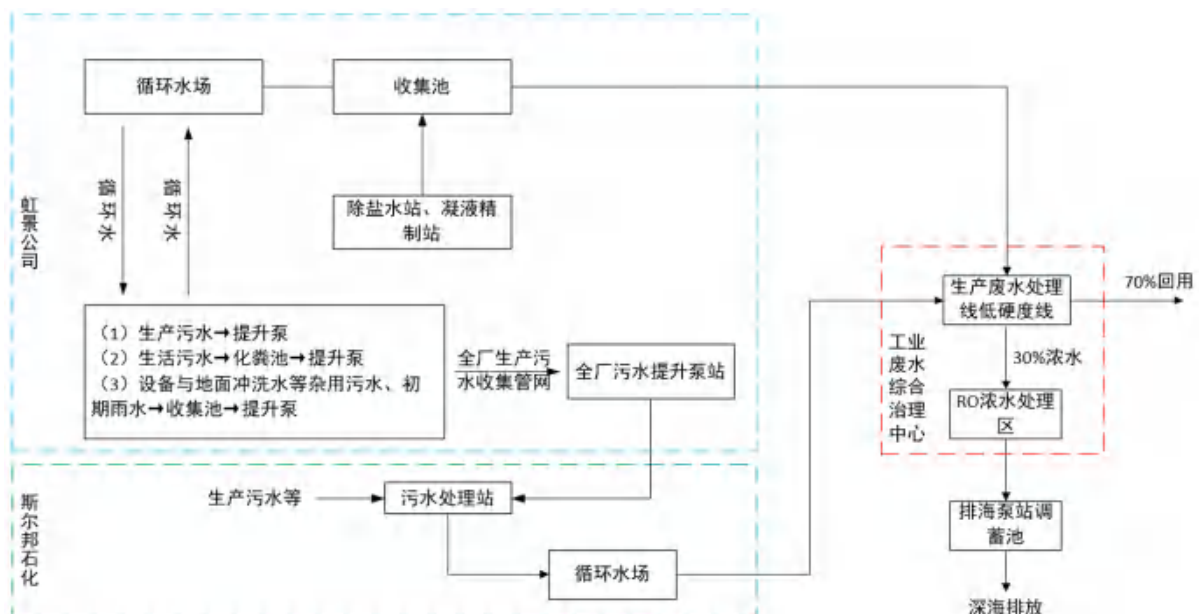 循环水场
收集池
循环水
循环水
除盐水站、凝液精
制站
虹景公司
（1）生产污水→提升泵
（2）生活污水→化粪池→提升泵
（3）设备与地面冲洗水等杂用污水、初
期雨水→收集池→提升泵
全厂生产污
水收集管网
全厂污水提升泵站
生产废水处理
线低硬度线
70%回用
30%浓水
工业
废水
综合
治理
中心
RO浓水处理
区
排海泵站调
蓄池
深海排放
斯尔邦石化
生产污水等
污水处理站
循环水场